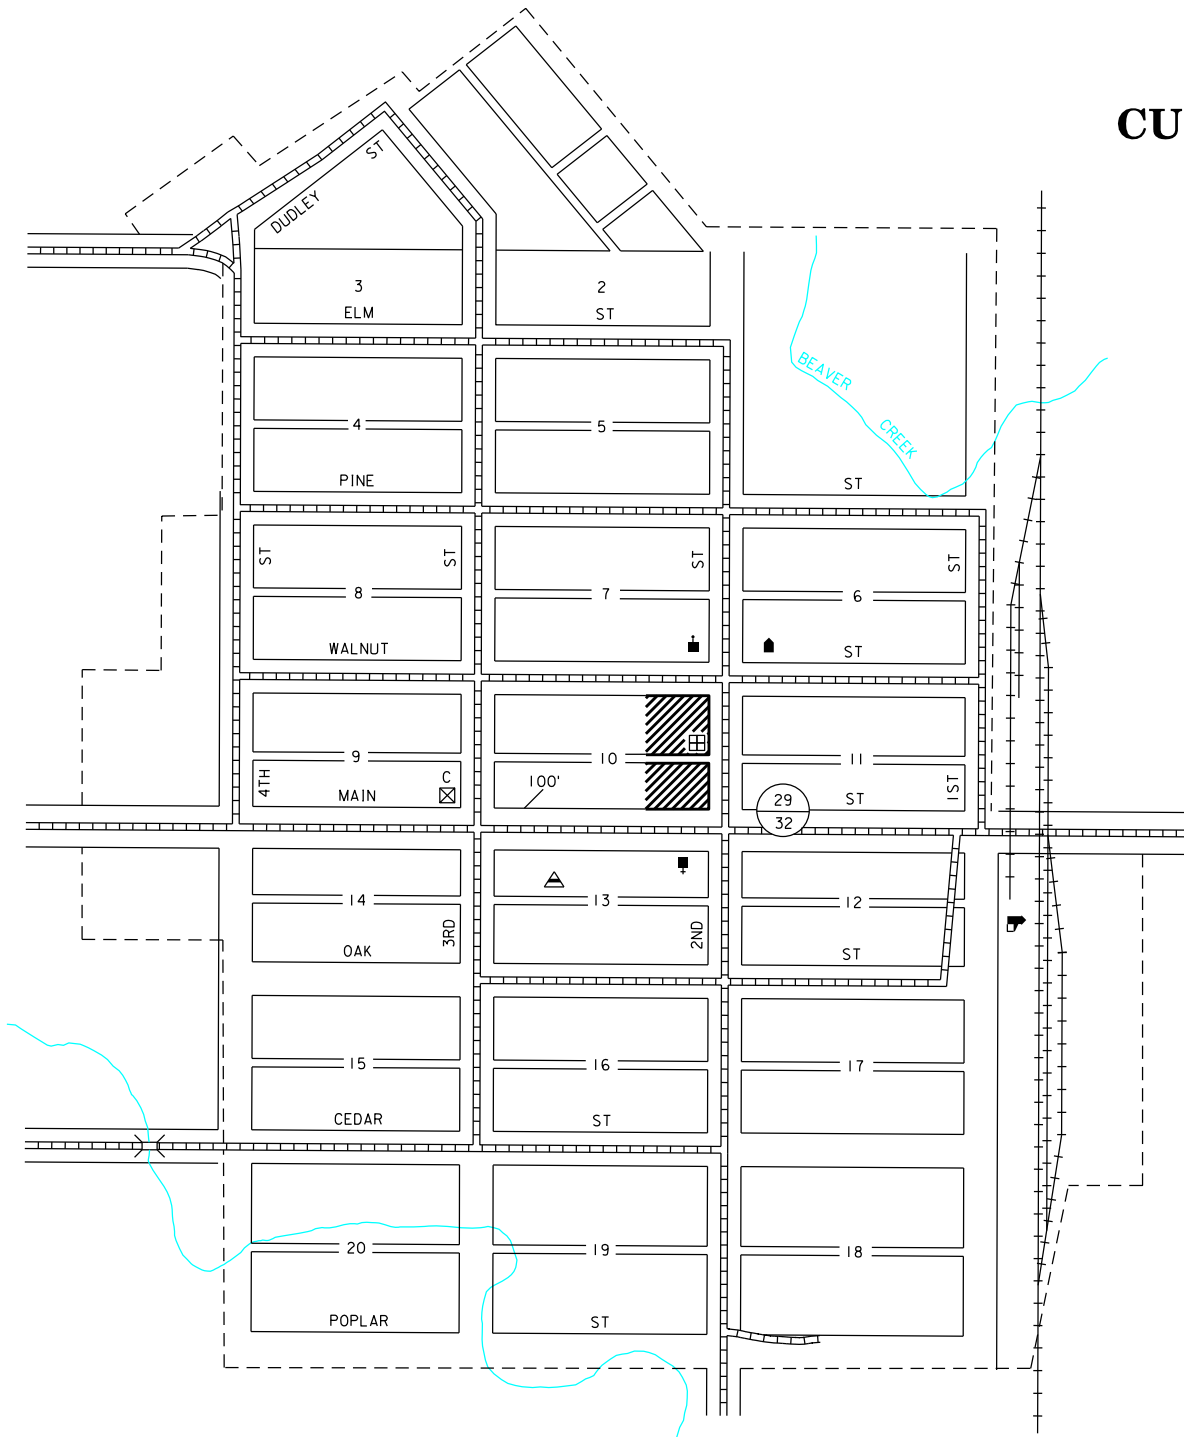 CU
DUDLEY ST
3
2
ELM
ST
BEAVER
CREEK
4
5
PINE
ST
ST
ST
ST
ST
8
7
6
WALNUT
ST
9
10
11
4TH
C
100'
1ST
MAIN
ST
29
32
14
13
12
3RD
2ND
OAK
ST
15
16
17
CEDAR
ST
20
19
18
POPLAR
ST